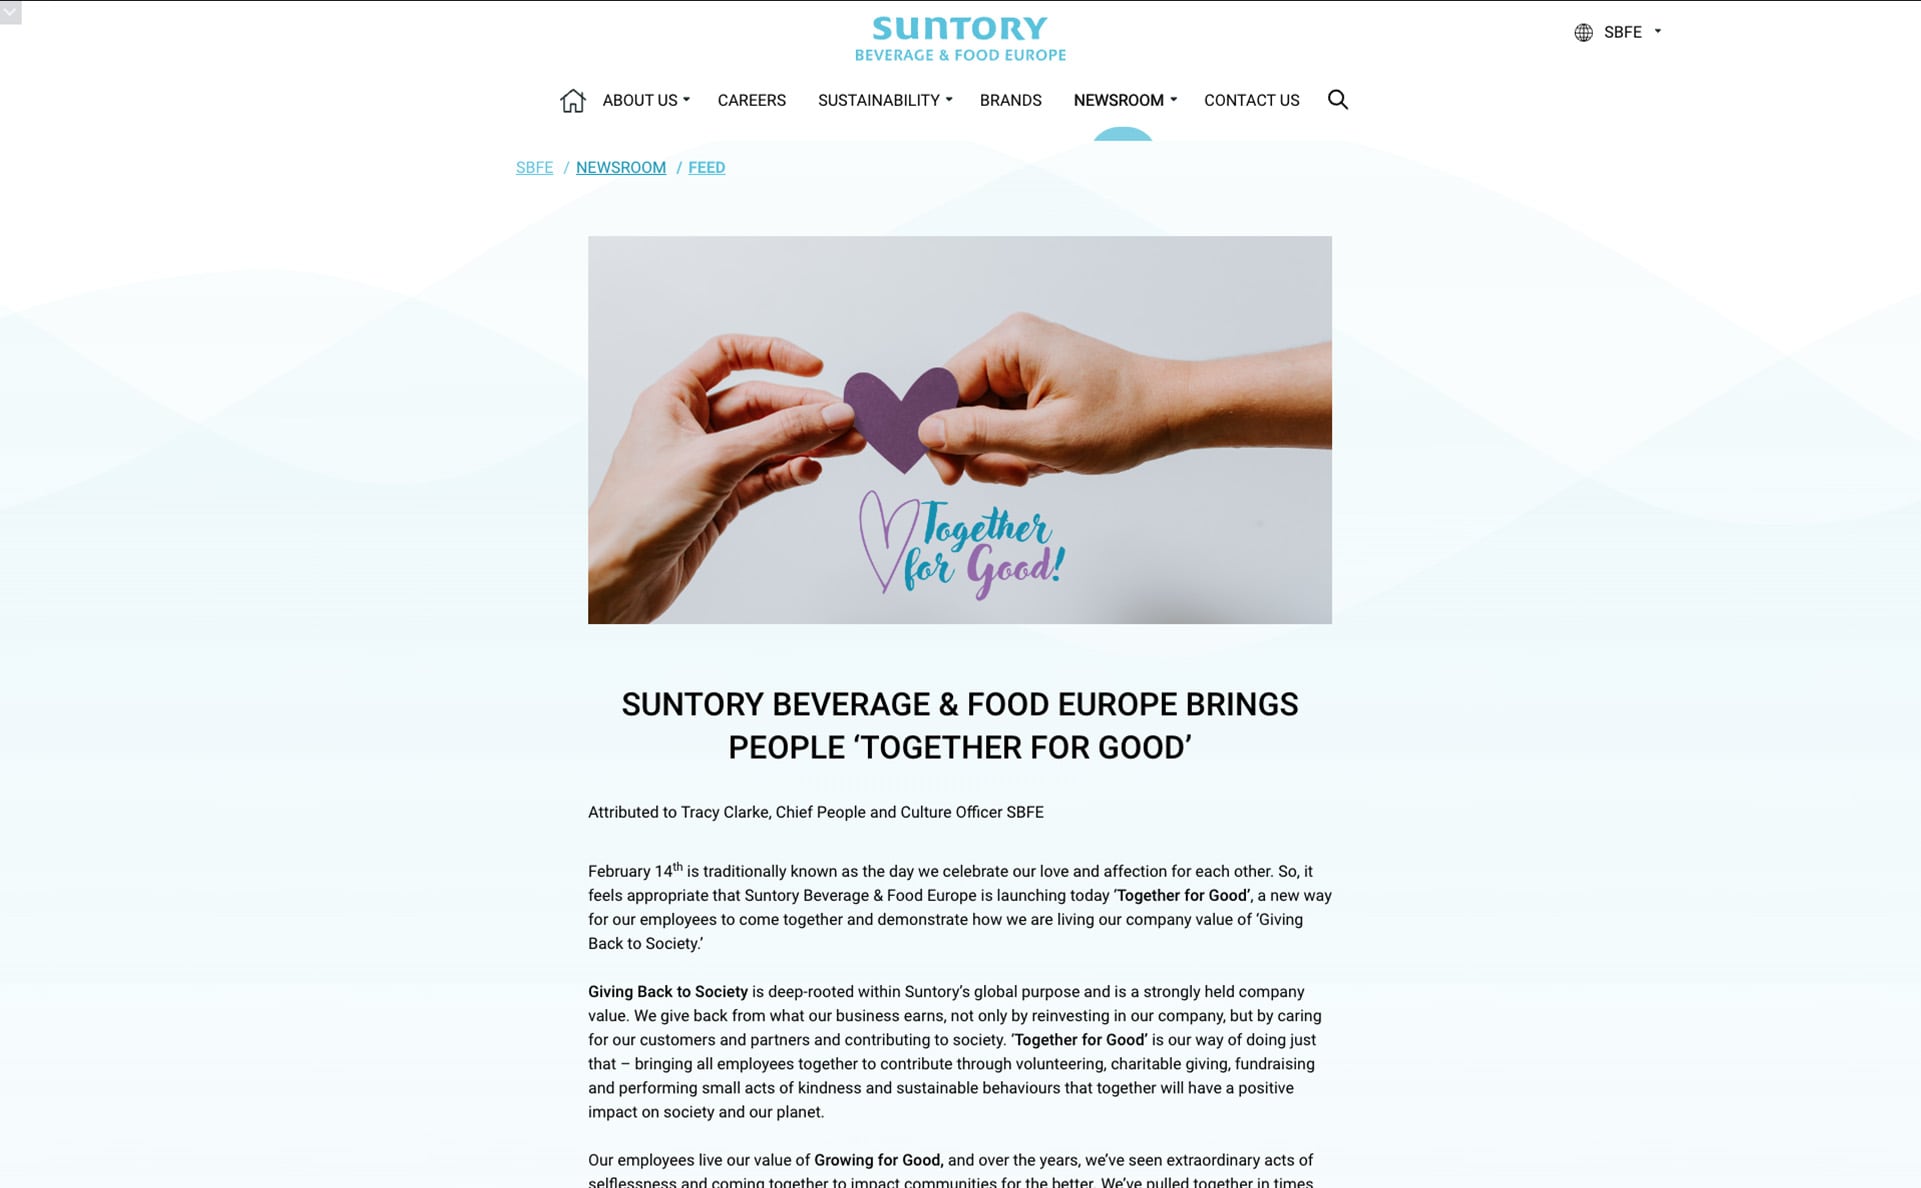 SUNTORY
BEVERAGE & FOOD EUROPE
SBFE
ABOUT US
CAREERS
SUSTAINABILITY
BRANDS
NEWSROOM
CONTACT US
SBFE / NEWSROOM / FEED
Together
for Good!
SUNTORY BEVERAGE & FOOD EUROPE BRINGS
PEOPLE ‘TOGETHER FOR GOOD’
Attributed to Tracy Clarke, Chief People and Culture Officer SBFE
February 14th is traditionally known as the day we celebrate our love and affection for each other. So, it
feels appropriate that Suntory Beverage & Food Europe is launching today ‘Together for Good’, a new way
for our employees to come together and demonstrate how we are living our company value of ‘Giving
Back to Society.’
Giving Back to Society is deep-rooted within Suntory’s global purpose and is a strongly held company
value. We give back from what our business earns, not only by reinvesting in our company, but by caring
for our customers and partners and contributing to society. ‘Together for Good’ is our way of doing just
that – bringing all employees together to contribute through volunteering, charitable giving, fundraising
and performing small acts of kindness and sustainable behaviours that together will have a positive
impact on society and our planet.
Our employees live our value of Growing for Good, and over the years, we’ve seen extraordinary acts of
selflessness and coming together to impact communities for the better. We’ve pulled together in times